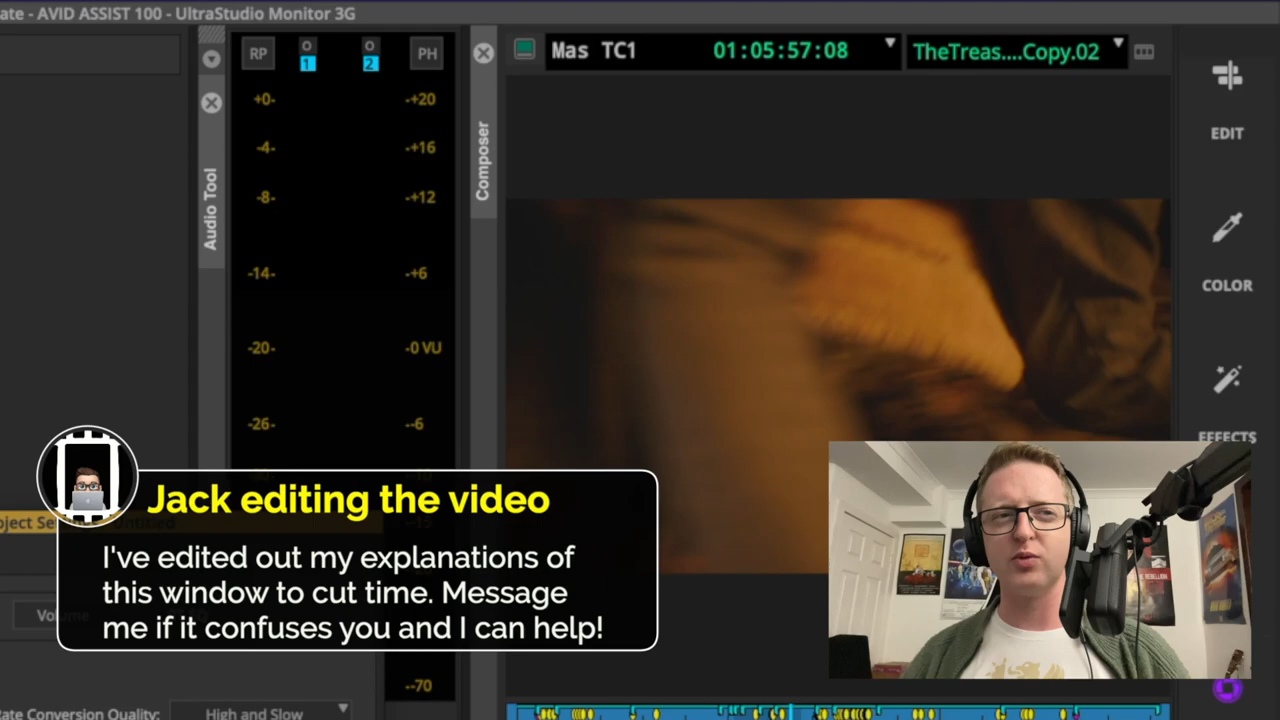 ate - AVID ASSIST 100 - UltraStudio Monitor 3G
RP
O
1
O
2
PH
Mas TC1
01:05:57:08
TheTreas....Copy.02
+0-
-+20
-4-
-+16
-8-
-+12
-14-
-+6
-20-
-0 VU
-26-
--6
--70
Audio Tool
Composer
EDIT
COLOR
EFFECTS
Jack editing the video
I've edited out my explanations of
this window to cut time. Message
me if it confuses you and I can help!
Rate Conversion Quality:
High and Slow